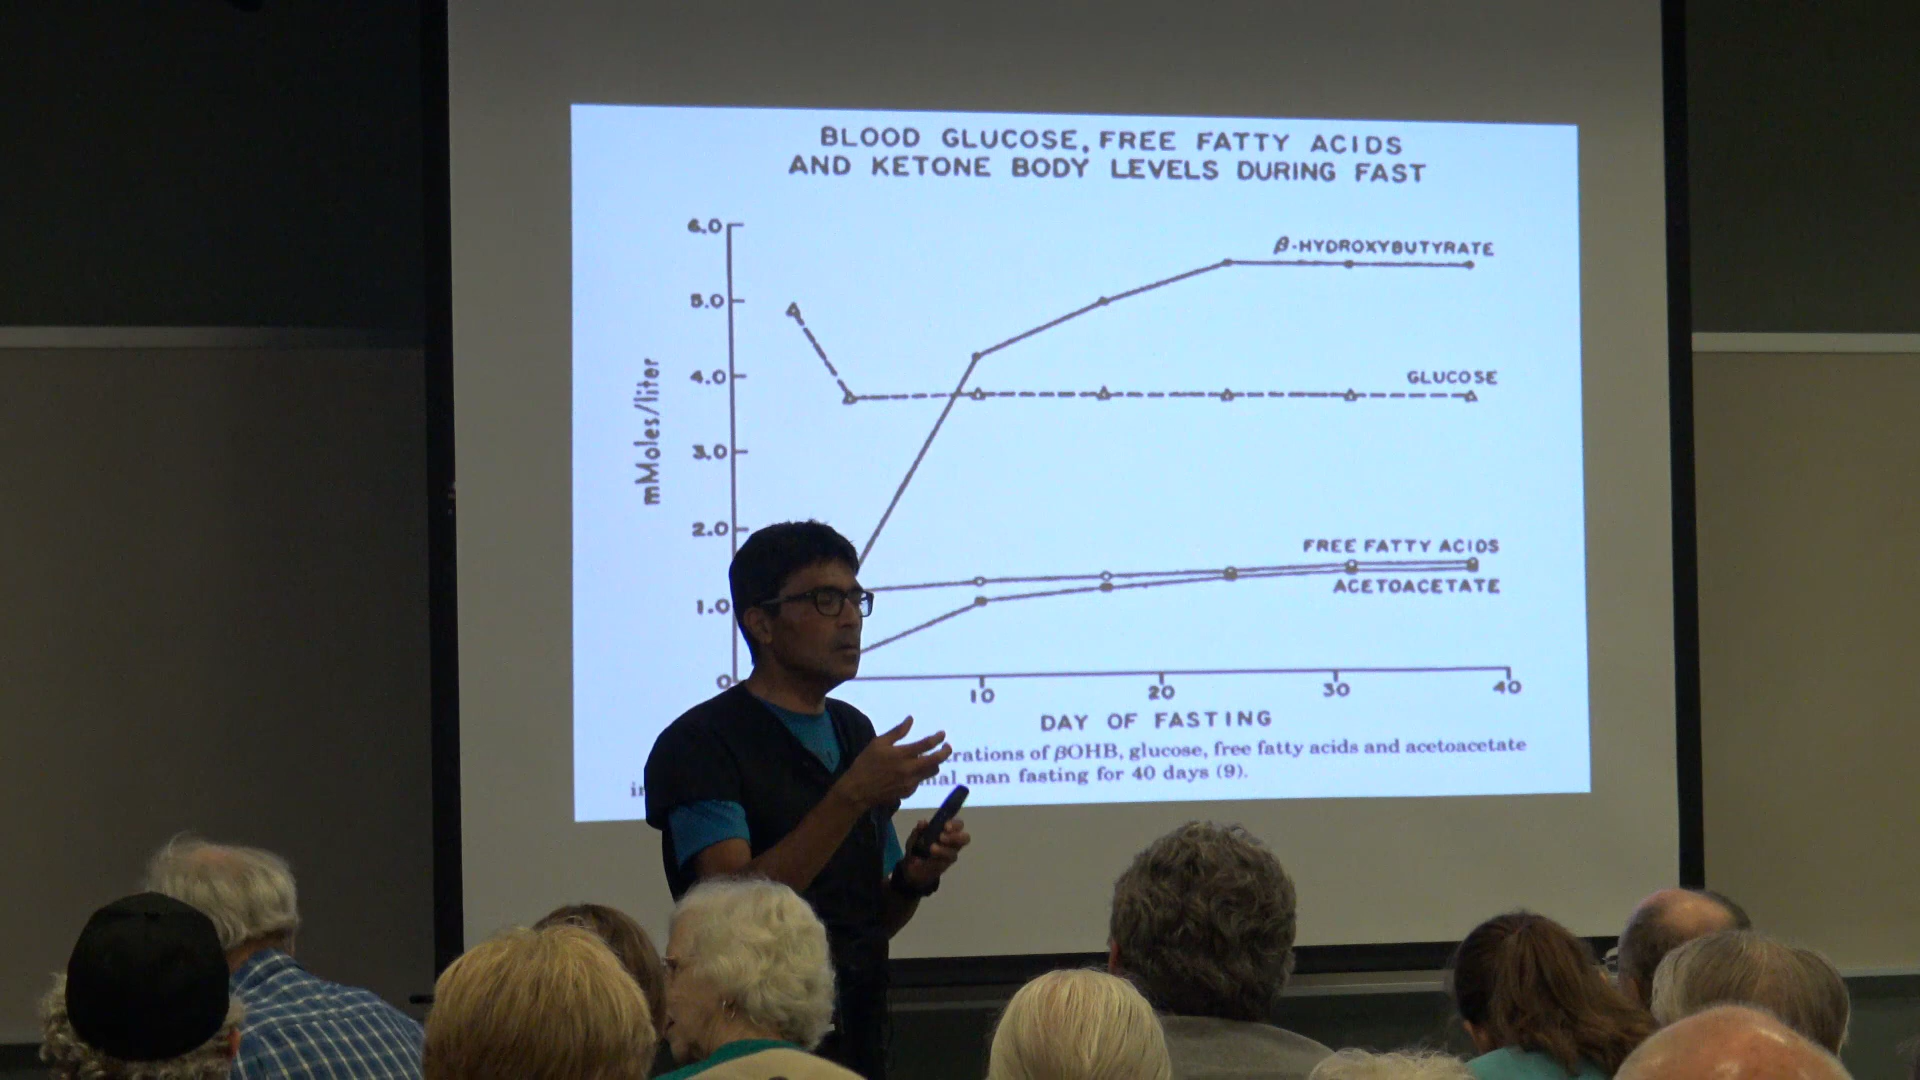 BLOOD GLUCOSE, FREE FATTY ACIDS
AND KETONE BODY LEVELS DURING FAST
6.0
β-HYDROXYBUTYRATE
5.0
4.0
GLUCOSE
mMoles/liter
3.0
2.0
FREE FATTY ACIDS
ACETOACETATE
1.0
0
10
20
30
40
DAY OF FASTING
rations of βOHB, glucose, free fatty acids and acetoacetate
man fasting for 40 days (9).